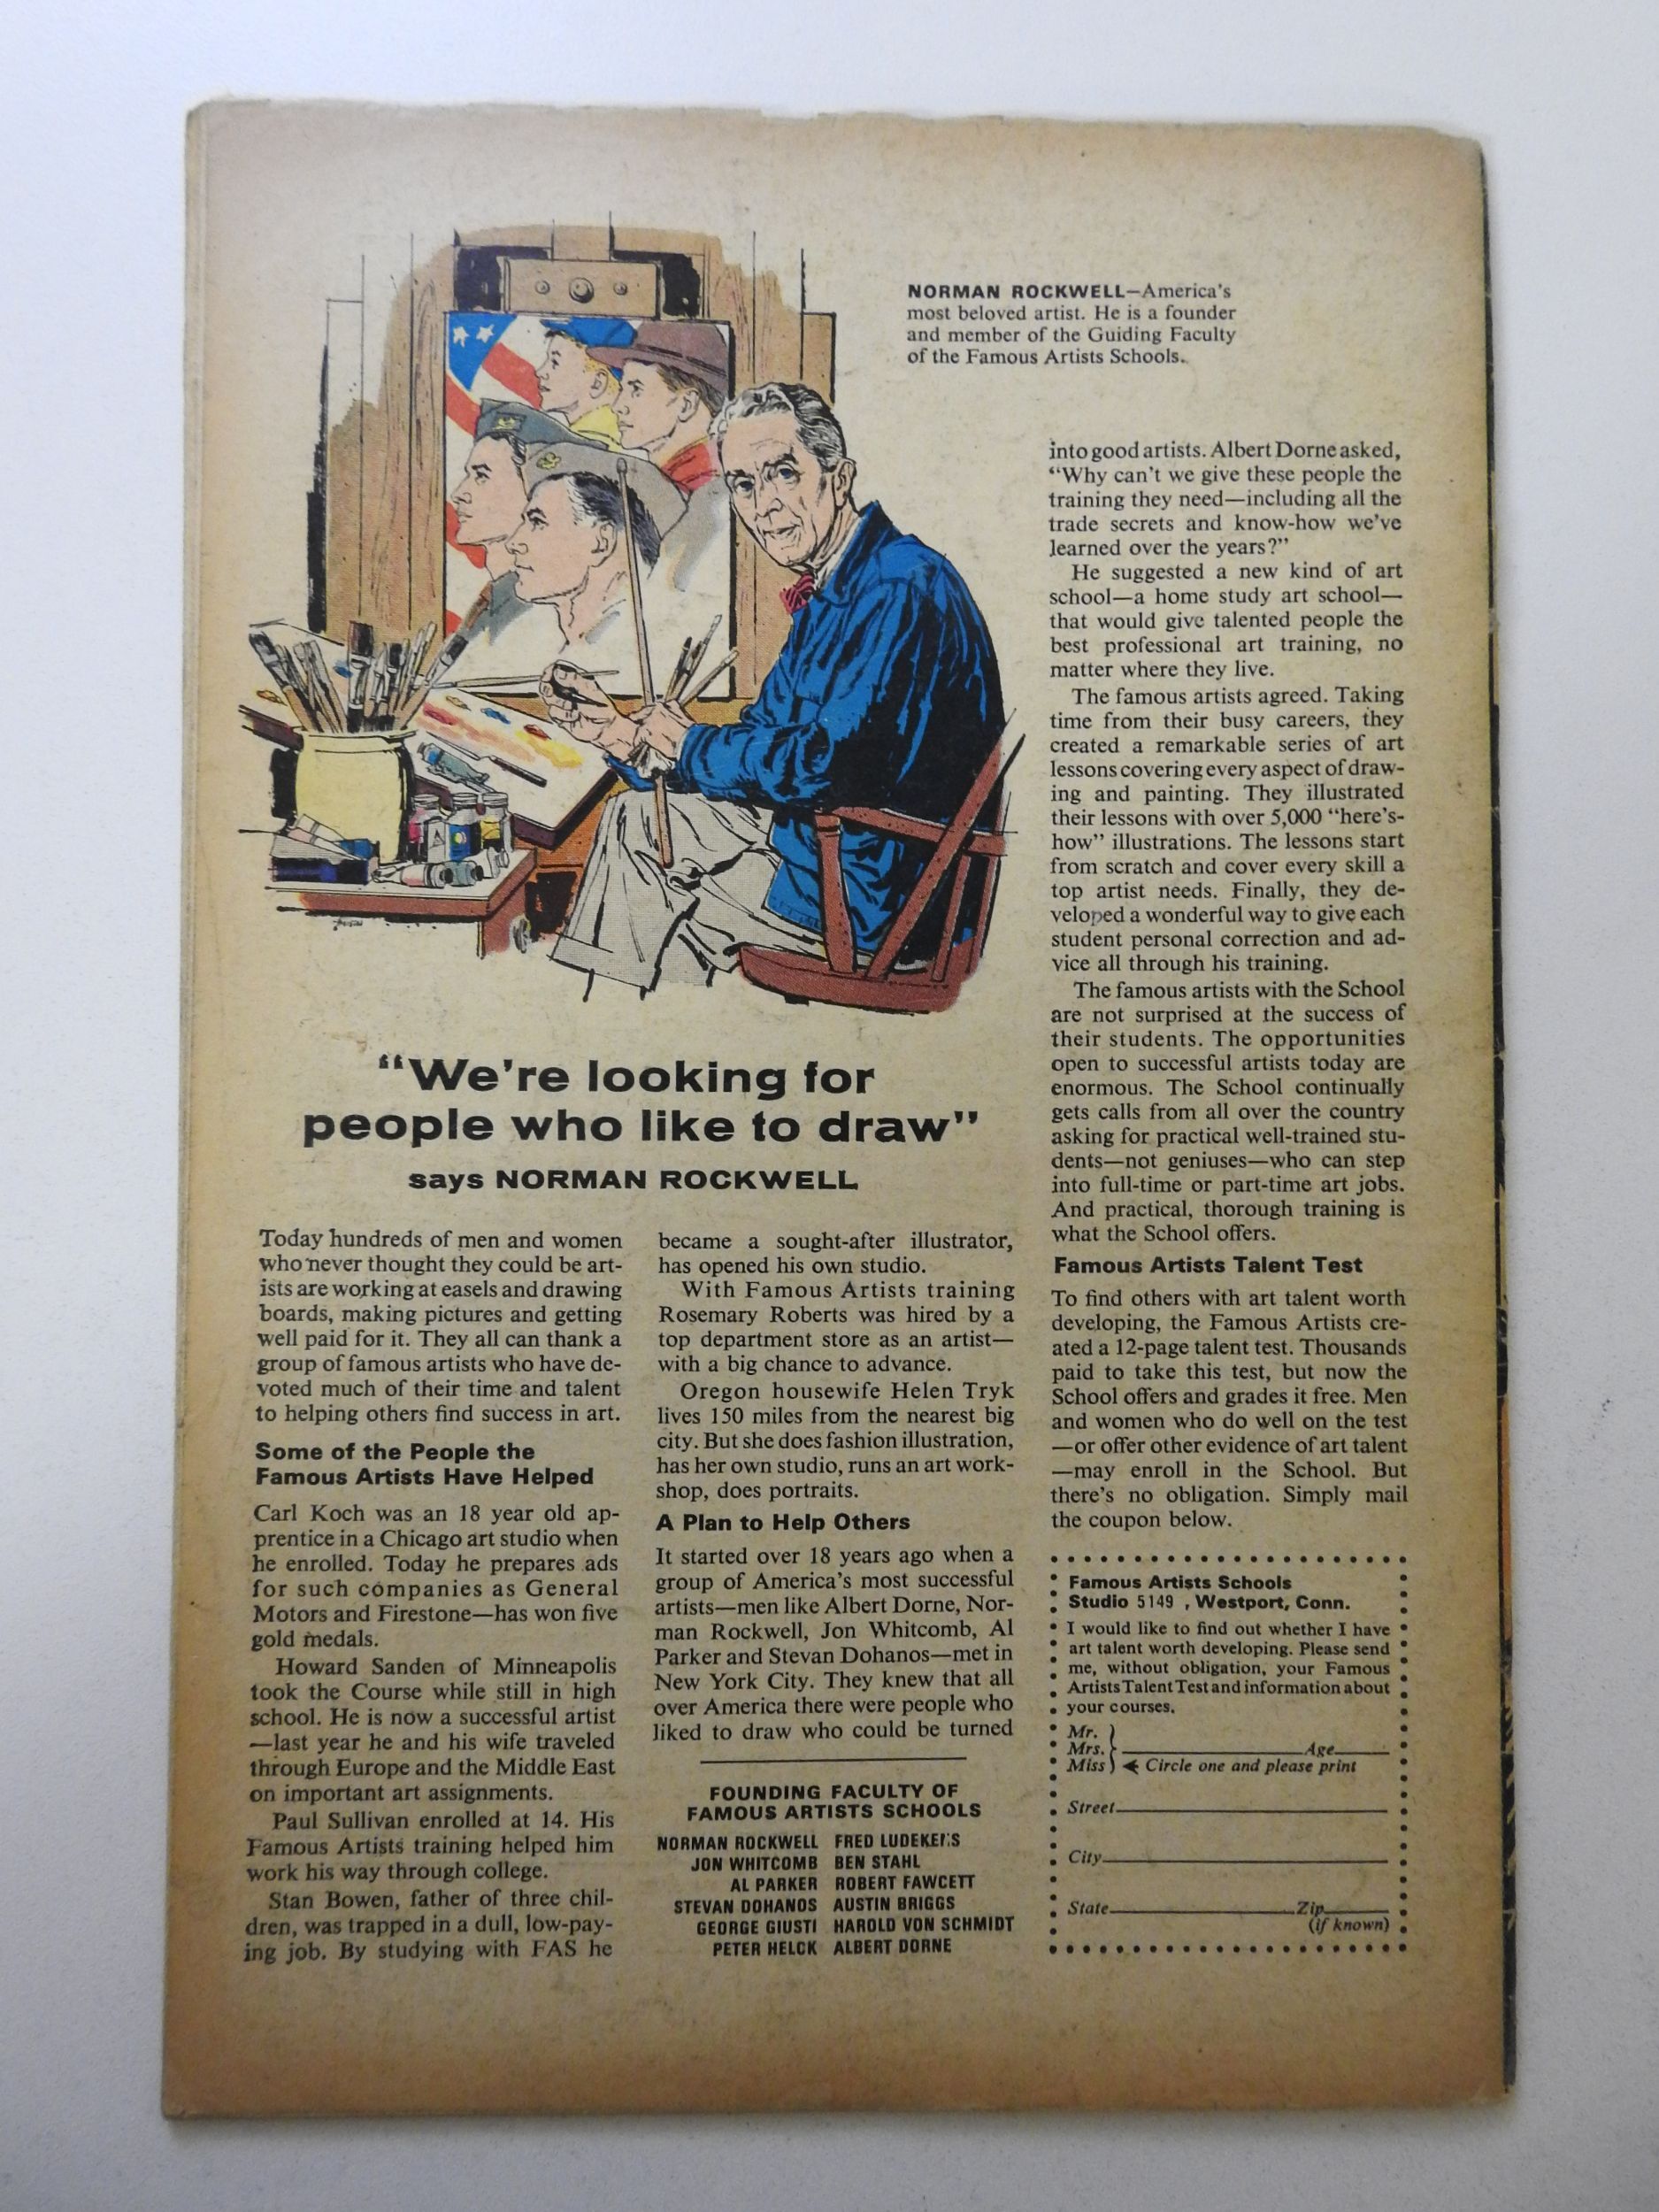 NORMAN ROCKWELL—America's
most beloved artist. He is a founder
and member of the Guiding Faculty
of the Famous Artists Schools.
"We're looking for
people who like to draw"
says NORMAN ROCKWELL
Today hundreds of men and women
who never thought they could be art-
ists are working at easels and drawing
boards, making pictures and getting
well paid for it. They all can thank a
group of famous artists who have de-
voted much of their time and talent
to helping others find success in art.
Some of the People the
Famous Artists Have Helped
Carl Koch was an 18 year old ap-
prentice in a Chicago art studio when
he enrolled. Today he prepares ads
for such companies as General
Motors and Firestone—has won five
gold medals.
Howard Sanden of Minneapolis
took the Course while still in high
school. He is now a successful artist
—last year he and his wife traveled
through Europe and the Middle East
on important art assignments.
Paul Sullivan enrolled at 14. His
Famous Artists training helped him
work his way through college.
Stan Bowen, father of three chil-
dren, was trapped in a dull, low-pay-
ing job. By studying with FAS he
became a sought-after illustrator,
has opened his own studio.
With Famous Artists training
Rosemary Roberts was hired by a
top department store as an artist—
with a big chance to advance.
Oregon housewife Helen Tryk
lives 150 miles from the nearest big
city. But she does fashion illustration,
has her own studio, runs an art work-
shop, does portraits.
A Plan to Help Others
It started over 18 years ago when a
group of America's most successful
artists—men like Albert Dorne, Nor-
man Rockwell, Jon Whitcomb, Al
Parker and Stevan Dohanos—met in
New York City. They knew that all
over America there were people who
liked to draw who could be turned
FOUNDING FACULTY OF
FAMOUS ARTISTS SCHOOLS
NORMAN ROCKWELL FRED LUDEKENS
JON WHITCOMB BEN STAHL
AL PARKER ROBERT FAWCETT
STEVAN DOHANOS AUSTIN BRIGGS
GEORGE GIUSTI HAROLD VON SCHMIDT
PETER HELCK ALBERT DORNE
into good artists. Albert Dorne asked,
"Why can't we give these people the
training they need—including all the
trade secrets and know-how we've
learned over the years?"
He suggested a new kind of art
school—a home study art school—
that would give talented people the
best professional art training, no
matter where they live.
The famous artists agreed. Taking
time from their busy careers, they
created a remarkable series of art
lessons covering every aspect of draw-
ing and painting. They illustrated
their lessons with over 5,000 "here's-
how" illustrations. The lessons start
from scratch and cover every skill a
top artist needs. Finally, they de-
veloped a wonderful way to give each
student personal correction and ad-
vice all through his training.
The famous artists with the School
are not surprised at the success of
their students. The opportunities
open to successful artists today are
enormous. The School continually
gets calls from all over the country
asking for practical well-trained stu-
dents—not geniuses—who can step
into full-time or part-time art jobs.
And practical, thorough training is
what the School offers.
Famous Artists Talent Test
To find others with art talent worth
developing, the Famous Artists cre-
ated a 12-page talent test. Thousands
paid to take this test, but now the
School offers and grades it free. Men
and women who do well on the test
—or offer other evidence of art talent
—may enroll in the School. But
there's no obligation. Simply mail
the coupon below.
Famous Artists Schools
Studio 5149 , Westport, Conn.
I would like to find out whether I have
art talent worth developing. Please send
me, without obligation, your Famous
Artists Talent Test and information about
your courses.
Mr.
Mrs. Age
Miss Circle one and please print
Street
City
State Zip
(if known)